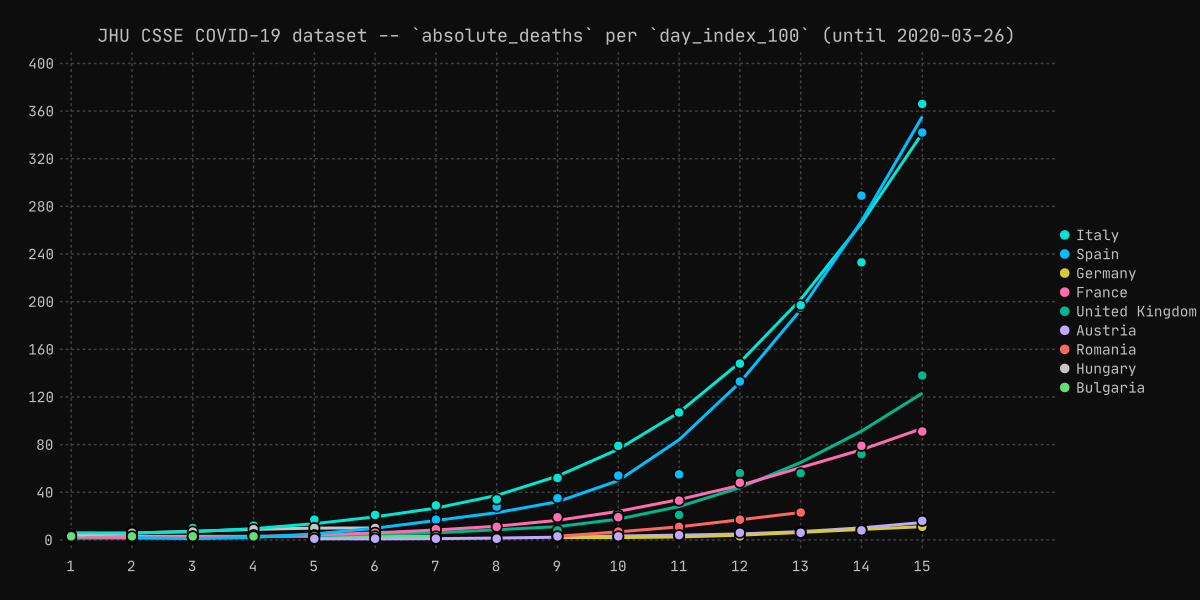 JHU CSSE COVID-19 dataset -- `absolute_deaths` per `day_index_100` (until 2020-03-26)
400
360
320
280
240
200
160
120
80
40
0
1 2 3 4 5 6 7 8 9 10 11 12 13 14 15
Italy
Spain
Germany
France
United Kingdom
Austria
Romania
Hungary
Bulgaria